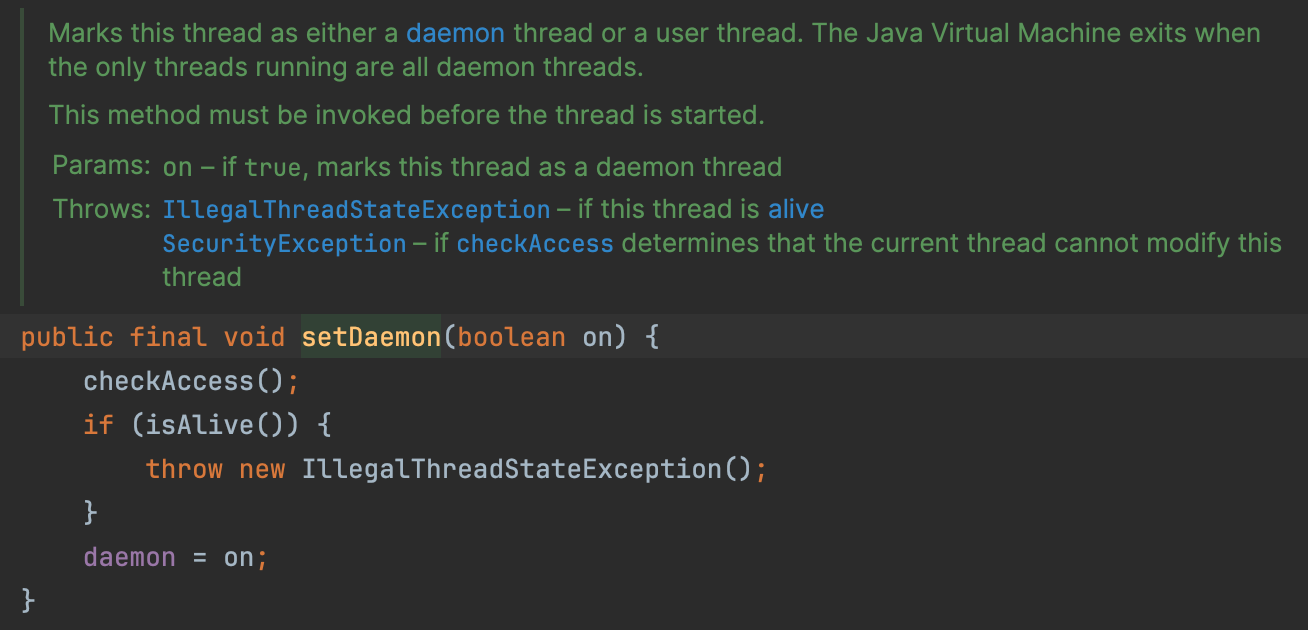 Marks this thread as either a daemon thread or a user thread. The Java Virtual Machine exits when
the only threads running are all daemon threads.
This method must be invoked before the thread is started.
Params: on – if true, marks this thread as a daemon thread
Throws: IllegalThreadStateException – if this thread is alive
SecurityException – if checkAccess determines that the current thread cannot modify this
thread
public final void setDaemon(boolean on) {
    checkAccess();
    if (isAlive()) {
        throw new IllegalThreadStateException();
    }
    daemon = on;
}